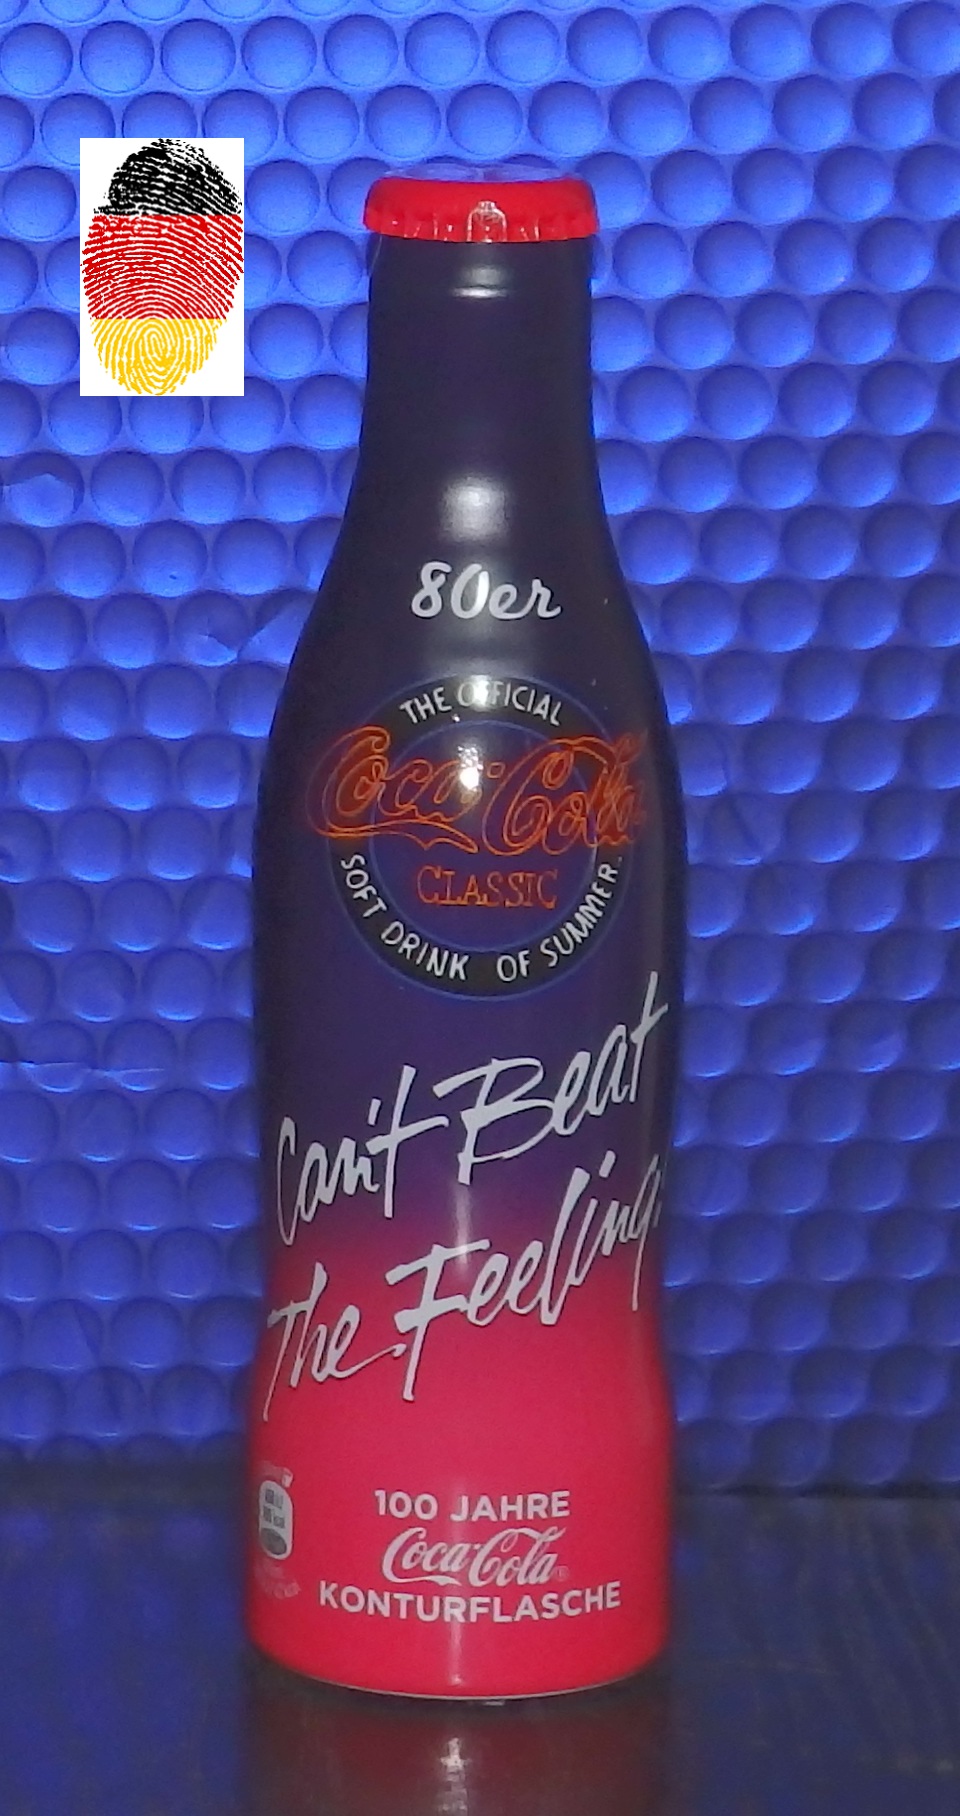 80er
THE OFFICIAL
Coca-Cola
CLASSIC
SOFT DRINK OF SUMMER.
Can't Beat
The Feeling.
100 JAHRE
Coca-Cola
KONTURFLASCHE